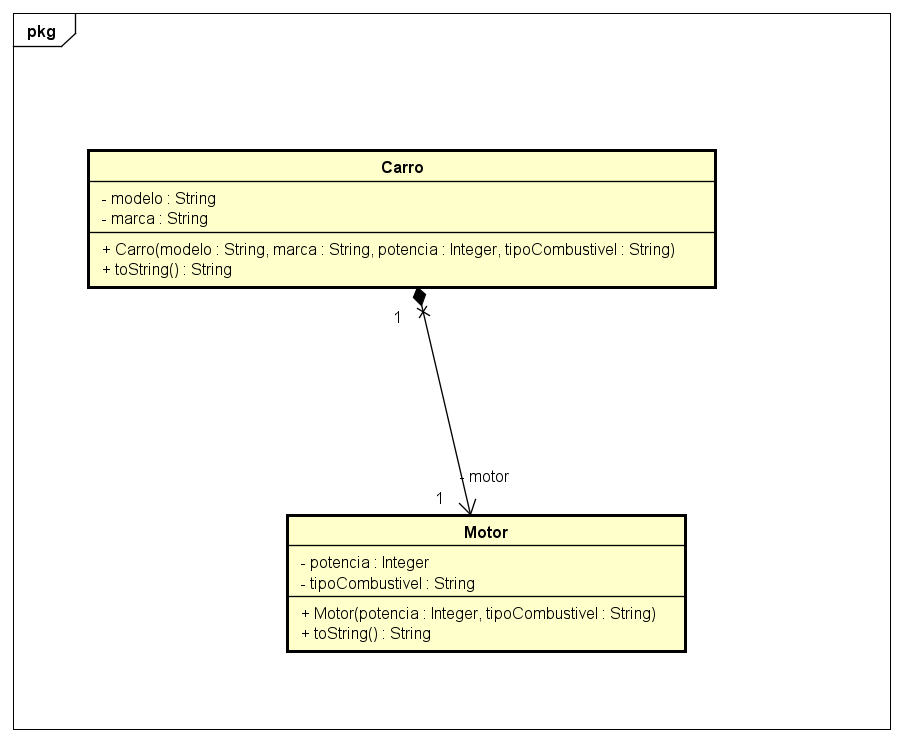 pkg
Carro
- modelo : String
- marca : String
+ Carro(modelo : String, marca : String, potencia : Integer, tipoCombustivel : String)
+ toString() : String
1
- motor
1
Motor
- potencia : Integer
- tipoCombustivel : String
+ Motor(potencia : Integer, tipoCombustivel : String)
+ toString() : String